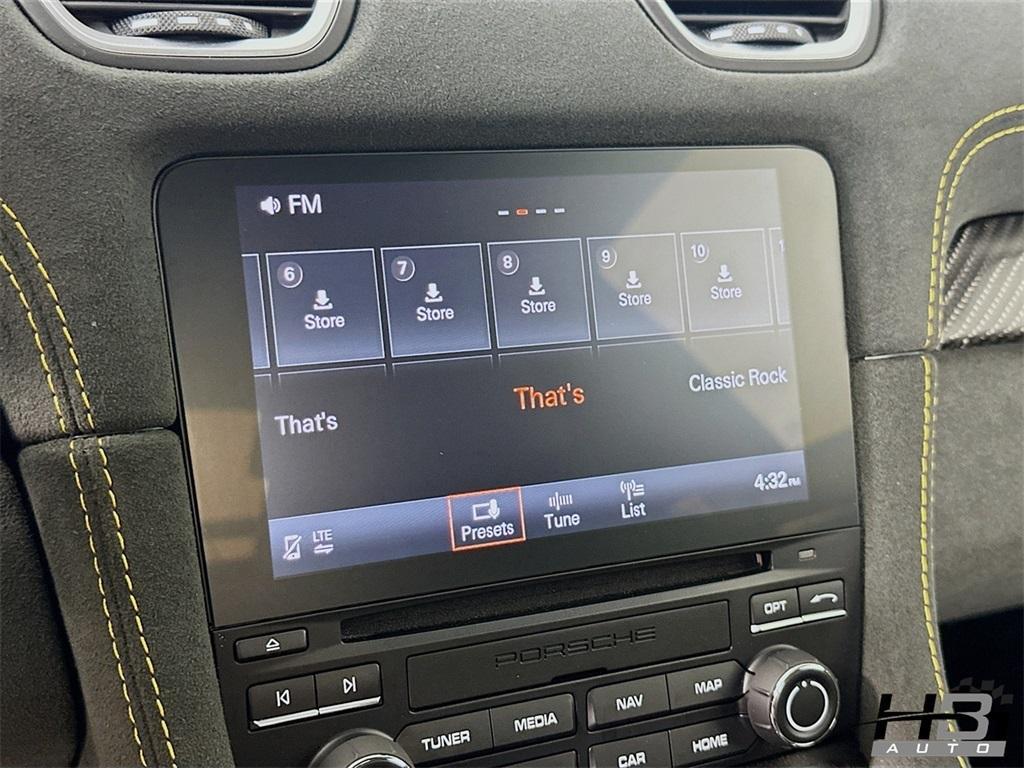 FM
6 7 8 9 10
Store Store Store Store Store
That's That's Classic Rock
LTE Presets Tune List 4:32 PM
OPT
PORSCHE
TUNER MEDIA NAV MAP
CAR HOME
HB
AUTO